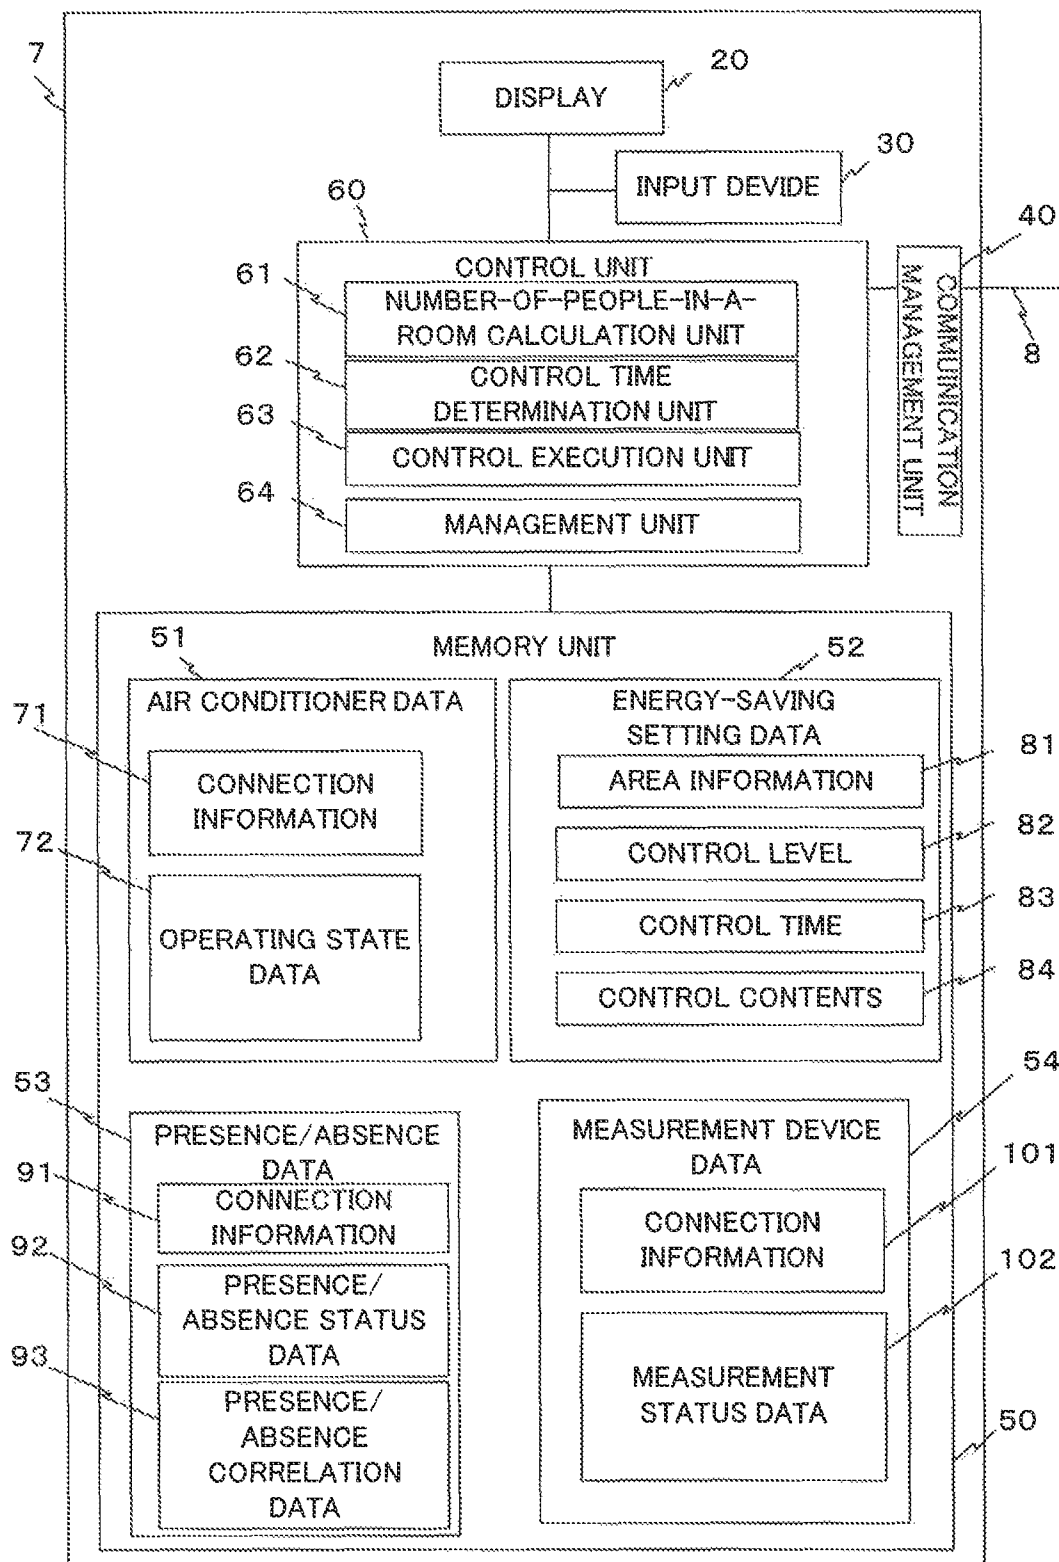 7
20
DISPLAY
30
INPUT DEVIDE
60
40
CONTROL UNIT
COMMUINICATION
MANAGEMENT UNIT
8
61
NUMBER-OF-PEOPLE-IN-A-
ROOM CALCULATION UNIT
62
CONTROL TIME
DETERMINATION UNIT
63
CONTROL EXECUTION UNIT
64
MANAGEMENT UNIT
MEMORY UNIT
51
AIR CONDITIONER DATA
71
CONNECTION
INFORMATION
72
OPERATING STATE
DATA
52
ENERGY-SAVING
SETTING DATA
81
AREA INFORMATION
82
CONTROL LEVEL
83
CONTROL TIME
84
CONTROL CONTENTS
53
PRESENCE/ABSENCE
DATA
91
CONNECTION
INFORMATION
92
PRESENCE/
ABSENCE STATUS
DATA
93
PRESENCE/
ABSENCE
CORRELATION
DATA
54
MEASUREMENT DEVICE
DATA
101
CONNECTION
INFORMATION
102
MEASUREMENT
STATUS DATA
50